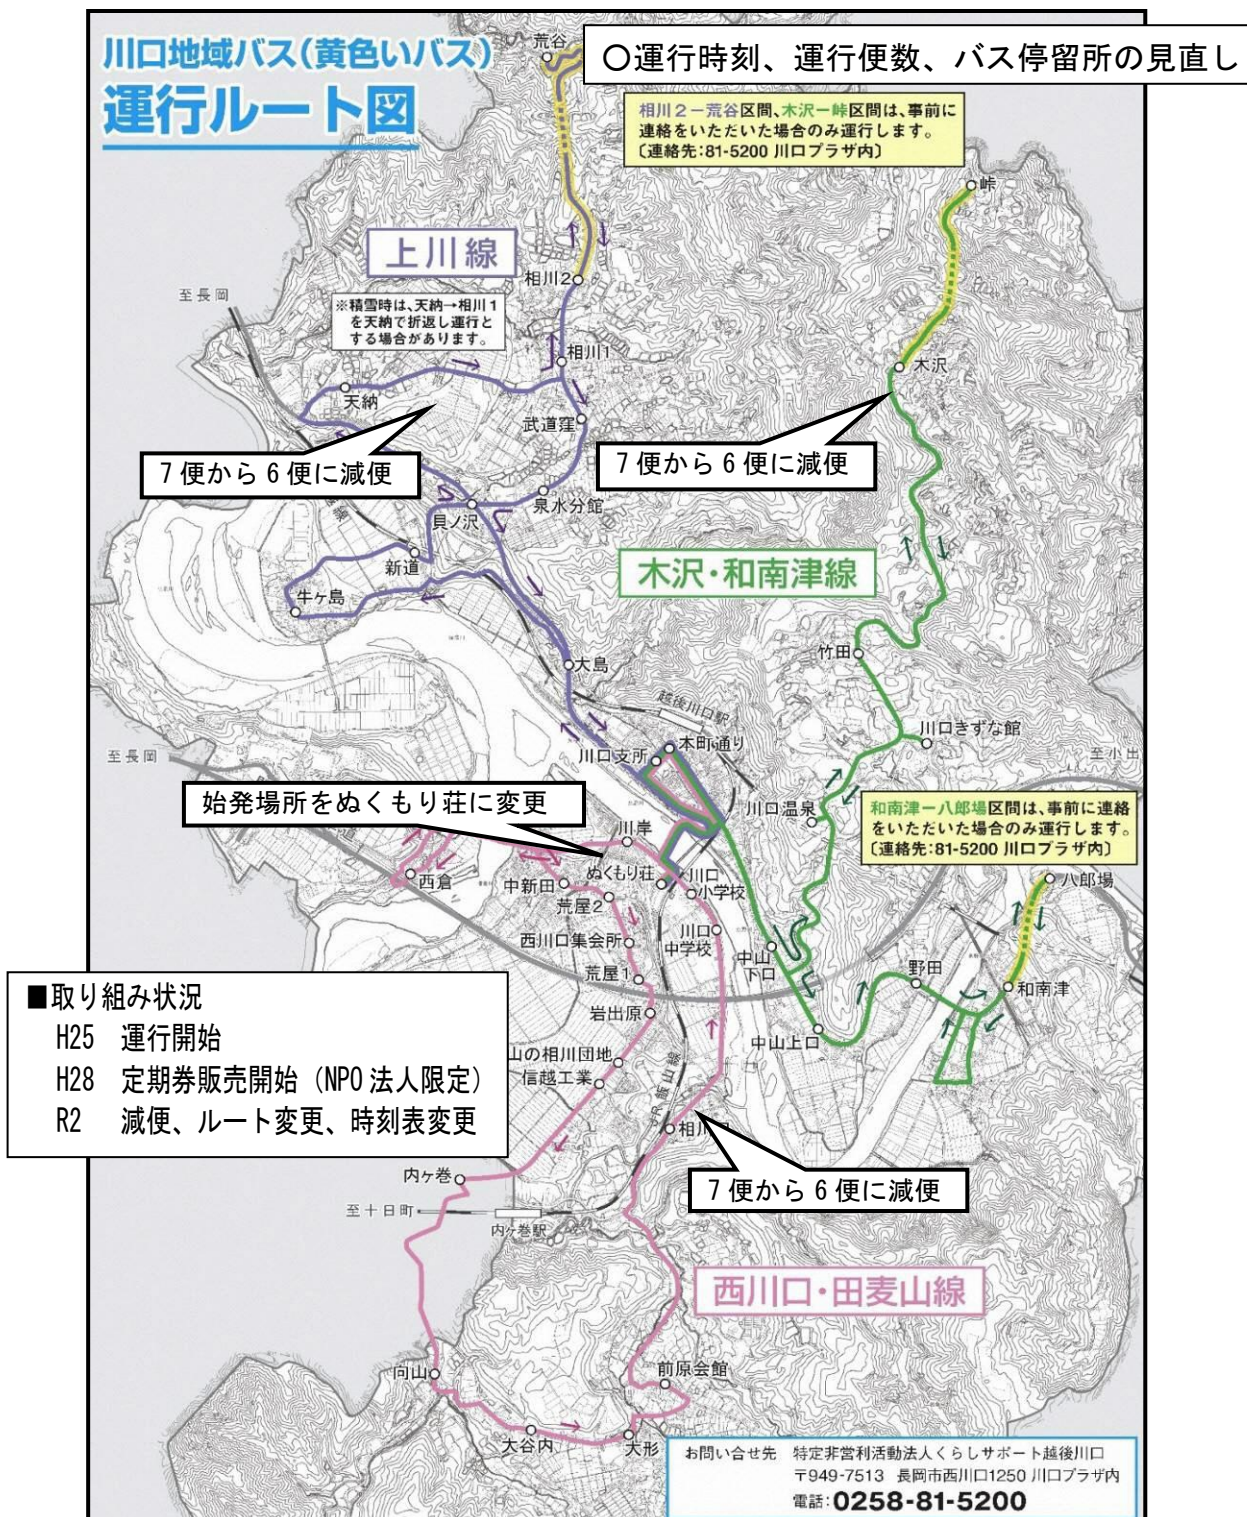 川口地域バス(黄色いバス)
運行ルート図
〇運行時刻、運行便数、バス停留所の見直し
荒谷
相川2－荒谷区間、木沢－峠区間は、事前に
連絡をいただいた場合のみ運行します。
〔連絡先:81-5200 川口プラザ内〕
峠
上川線
相川2
至長岡
※積雪時は、天納→相川1
を天納で折返し運行と
する場合があります。
相川1
木沢
天納
武道窪
7便から6便に減便
7便から6便に減便
泉水分館
貝ノ沢
新道
木沢・和南津線
牛ケ島
竹田
大島
越後川口駅
本町通り
川口きずな館
至長岡
川口支所
至小出
始発場所をぬくもり荘に変更
川口温泉
和南津－八郎場区間は、事前に連絡
をいただいた場合のみ運行します。
〔連絡先:81-5200 川口プラザ内〕
川岸
西倉
中新田
ぬくもり荘
川口
小学校
八郎場
荒屋2
西川口集会所
川口
中学校
中山
下口
野田
荒屋1
和南津
■取り組み状況
H25 運行開始
H28 定期券販売開始（NPO法人限定）
R2 減便、ルート変更、時刻表変更
岩出原
中山上口
山の相川団地
信越工業
JR飯山線
相川
7便から6便に減便
内ヶ巻
至十日町
内ヶ巻駅
西川口・田麦山線
向山
前原会館
大谷内
大形
お問い合せ先 特定非営利活動法人くらしサポート越後川口
〒949-7513 長岡市西川口1250 川口プラザ内
電話:0258-81-5200